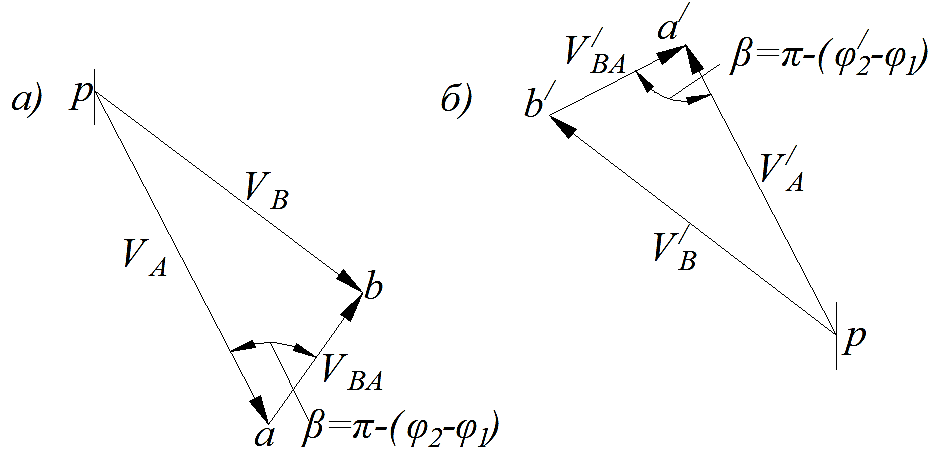 а)
p
V_B
V_A
b
V_BA
a
β=π-(φ_2-φ_1)
б)
a′
V′_BA
β=π-(φ′_2-φ_1)
b′
V′_A
V′_B
p